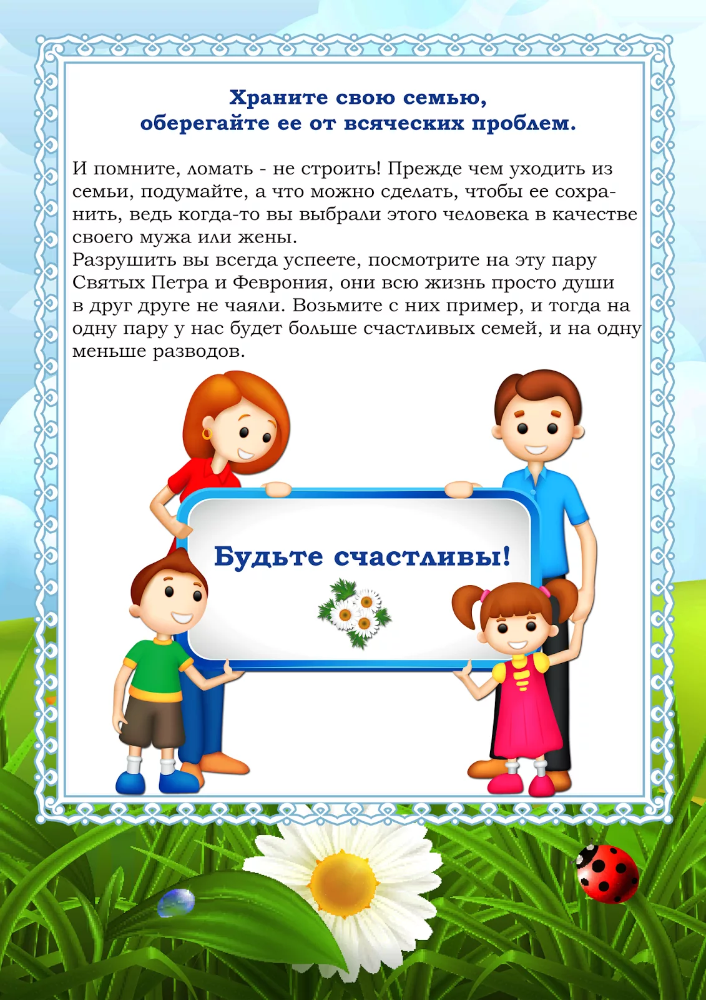 Храните свою семью,
оберегайте ее от всяческих проблем.
И помните, ломать - не строить! Прежде чем уходить из
семьи, подумайте, а что можно сделать, чтобы ее сохра-
нить, ведь когда-то вы выбрали этого человека в качестве
своего мужа или жены.
Разрушить вы всегда успеете, посмотрите на эту пару
Святых Петра и Феврония, они всю жизнь просто души
в друг друге не чаяли. Возьмите с них пример, и тогда на
одну пару у нас будет больше счастливых семей, и на одну
меньше разводов.
Будьте счастливы!